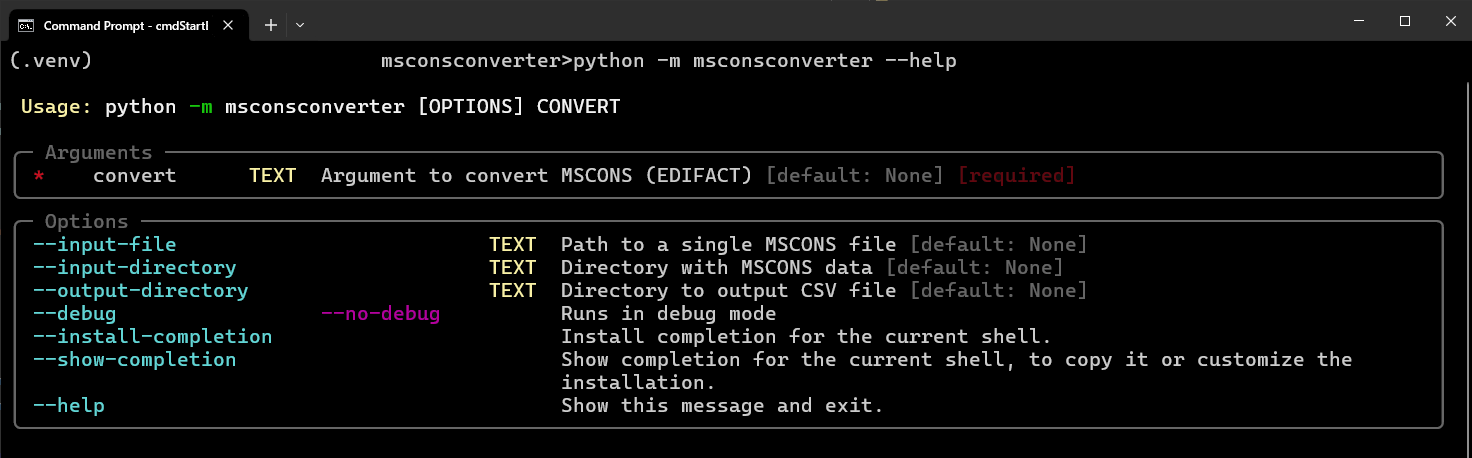 Command Prompt - cmdStartI
(.venv) msconsconverter>python -m msconsconverter --help
Usage: python -m msconsconverter [OPTIONS] CONVERT
Arguments
* convert TEXT Argument to convert MSCONS (EDIFACT) [default: None] [required]
Options
--input-file TEXT Path to a single MSCONS file [default: None]
--input-directory TEXT Directory with MSCONS data [default: None]
--output-directory TEXT Directory to output CSV file [default: None]
--debug --no-debug Runs in debug mode
--install-completion Install completion for the current shell.
--show-completion Show completion for the current shell, to copy it or customize the
installation.
--help Show this message and exit.